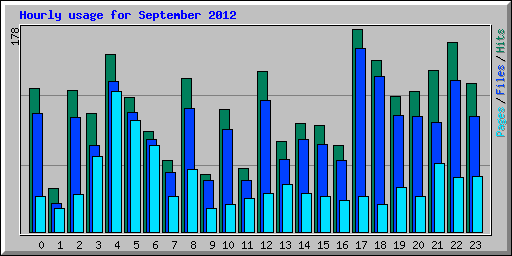 Hourly usage for September 2012
178
Pages/Files/Hits
0 1 2 3 4 5 6 7 8 9 10 11 12 13 14 15 16 17 18 19 20 21 22 23